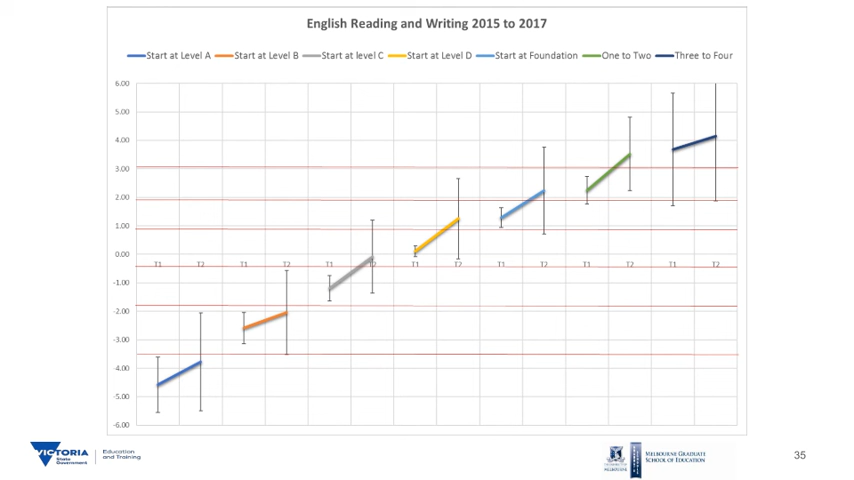 English Reading and Writing 2015 to 2017
Start at Level A Start at Level B Start at level C Start at Level D Start at Foundation One to Two Three to Four
6.00
5.00
4.00
3.00
2.00
1.00
0.00
T1 T2 T1 T2 T1 T2 T1 T2 T1 T2 T1 T2 T1 T2
-1.00
-2.00
-3.00
-4.00
-5.00
-6.00
VICTORIA
State
Government
Education
and Training
MELBOURNE
MELBOURNE GRADUATE
SCHOOL OF EDUCATION
35